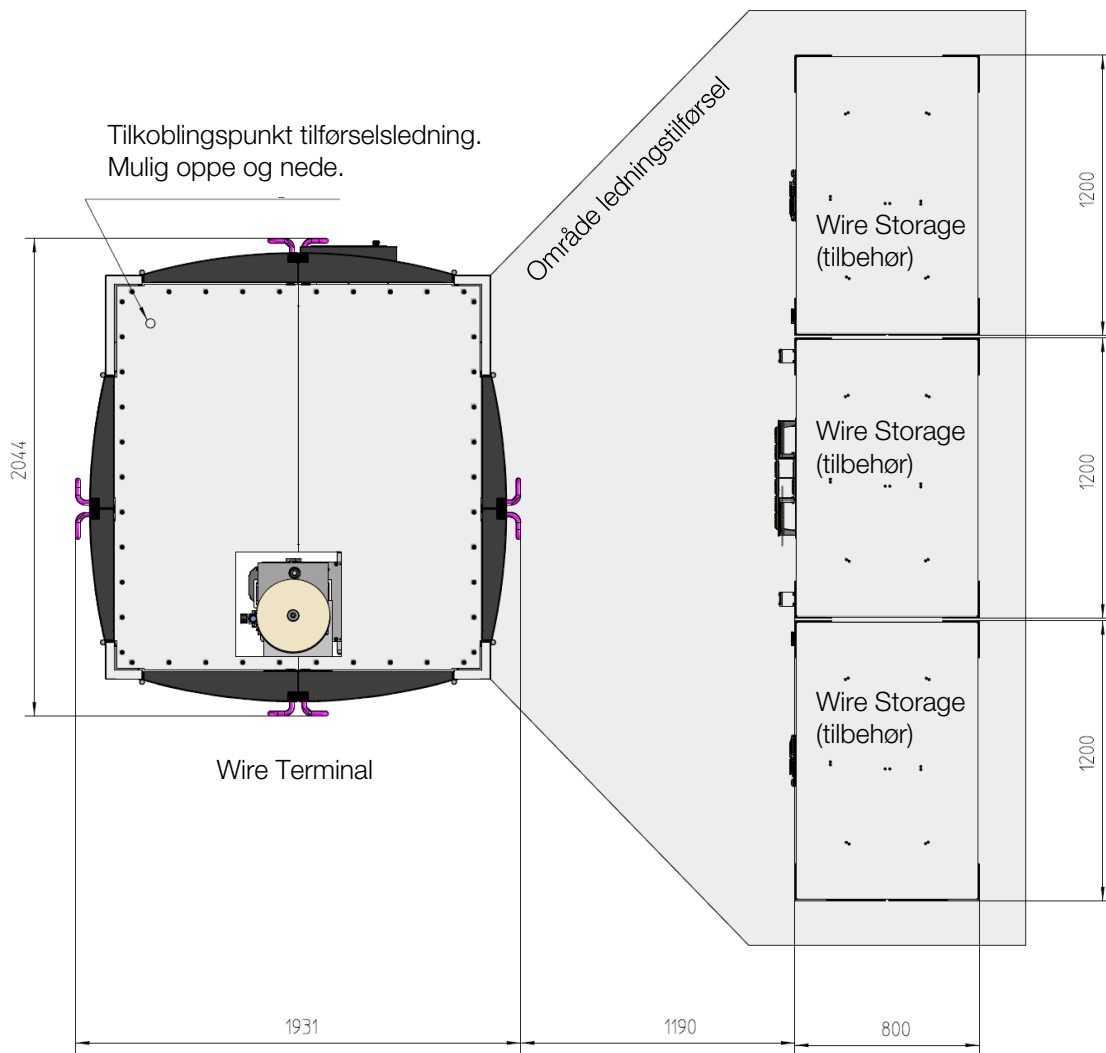 Tilkoblingspunkt tilførselsledning.
Mulig oppe og nede.
Område ledningstilførsel
1200
Wire Storage
(tilbehør)
2044
Wire Storage
(tilbehør)
1200
Wire Storage
(tilbehør)
1200
Wire Terminal
1931
1190
800